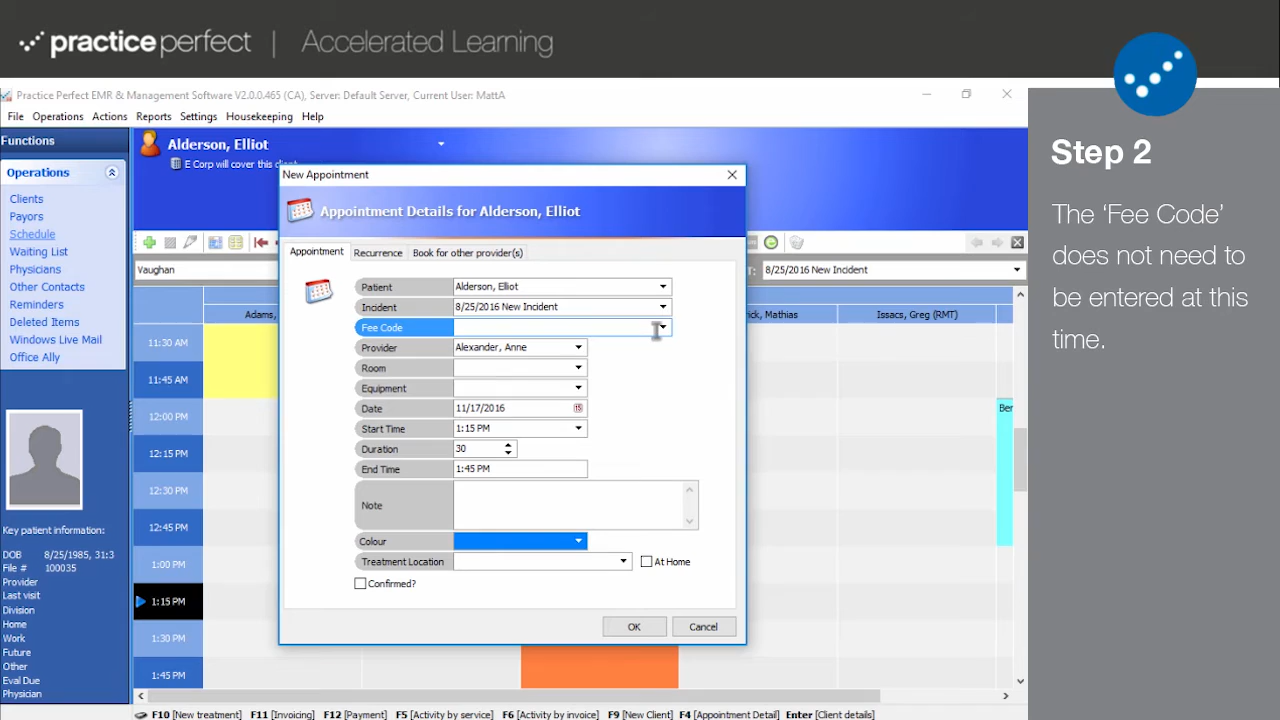 practiceperfect | Accelerated Learning
Practice Perfect EMR & Management Software V2.0.0.465 (CA), Server: Default Server, Current User: MattA
File Operations Actions Reports Settings Housekeeping Help
Functions
Operations
Clients
Payors
Schedule
Waiting List
Physicians
Other Contacts
Reminders
Deleted Items
Windows Live Mail
Office Ally
Key patient information:
DOB 8/25/1985, 31:3
File # 100035
Provider
Last visit
Division
Home
Work
Future
Other
Eval Due
Physician
Alderson, Elliot
E Corp will cover this client
Vaughan
8/25/2016 New Incident
Adams,
Issacs, Greg (RMT)
11:30 AM
11:45 AM
12:00 PM
12:15 PM
12:30 PM
12:45 PM
1:00 PM
1:15 PM
1:30 PM
1:45 PM
Ber
New Appointment
Appointment Details for Alderson, Elliot
Appointment Recurrence Book for other provider(s)
Patient Alderson, Elliot
Incident 8/25/2016 New Incident
Fee Code
Provider Alexander, Anne
Room
Equipment
Date 11/17/2016
Start Time 1:15 PM
Duration 30
End Time 1:45 PM
Note
Colour
Treatment Location At Home
Confirmed?
OK Cancel
F10 [New treatment] F11 [Invoicing] F12 [Payment] F5 [Activity by service] F6 [Activity by invoice] F9 [New Client] F4 [Appointment Detail] Enter [Client details]
Step 2
The ‘Fee Code’
does not need to
be entered at this
time.